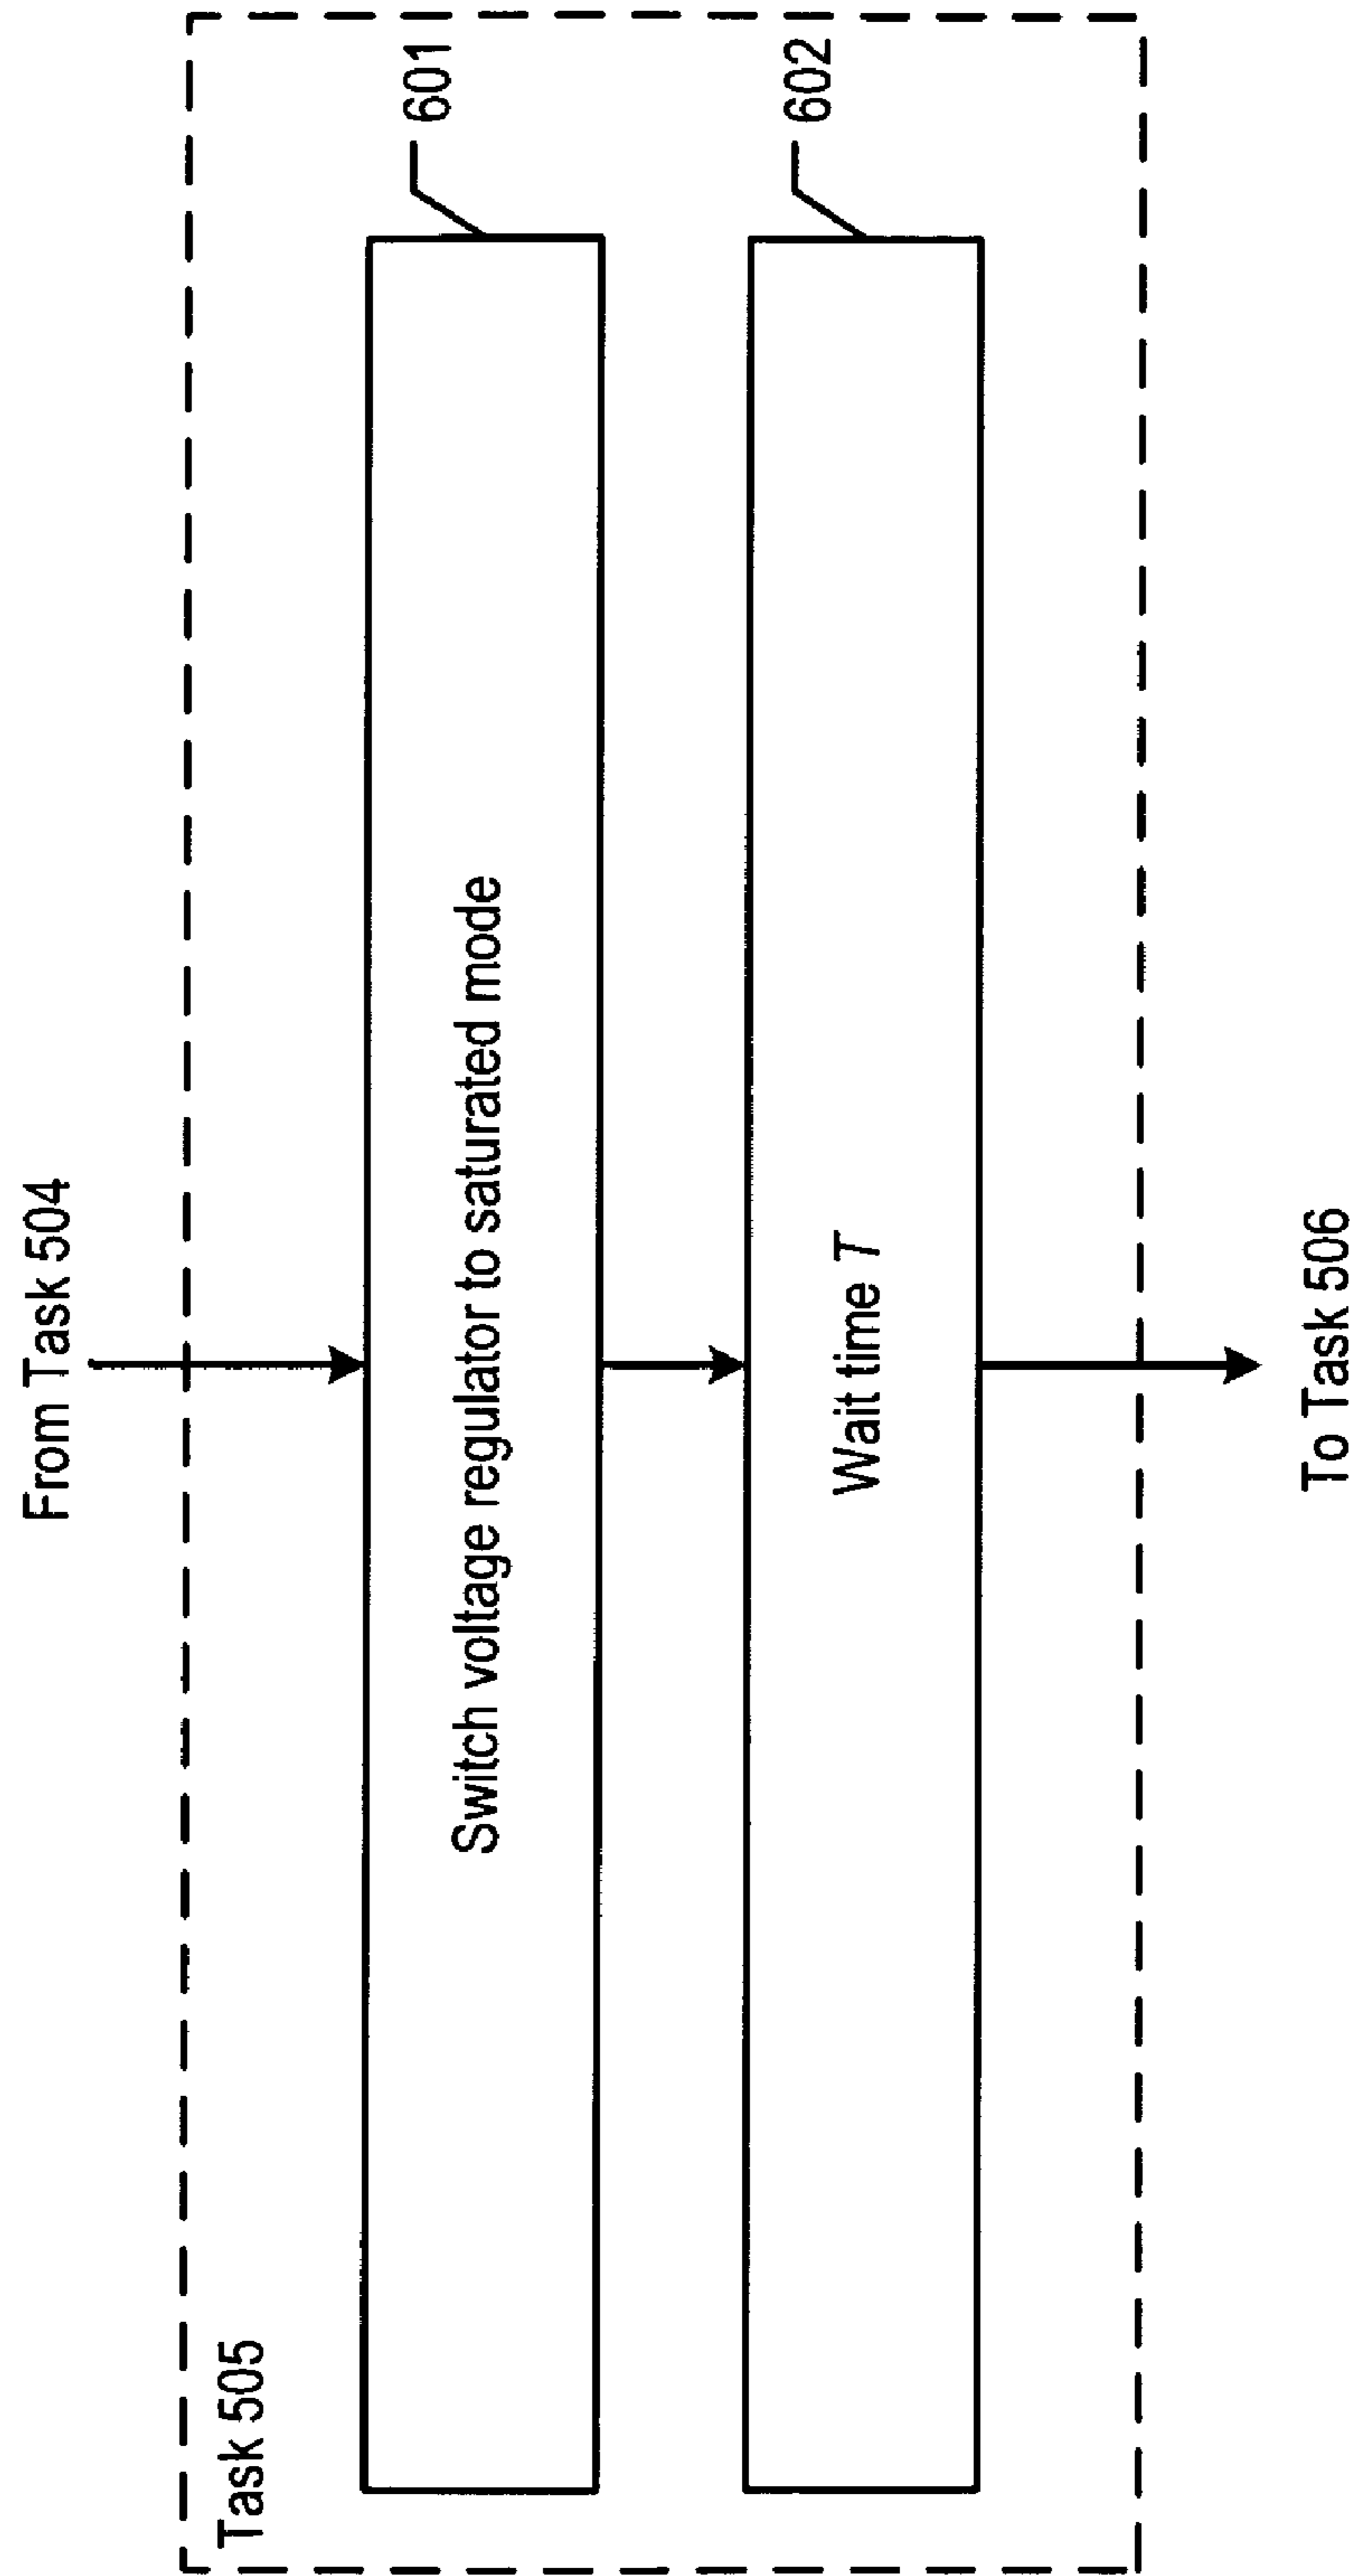 From Task 504
Task 505
Switch voltage regulator to saturated mode
601
Wait time T
602
To Task 506